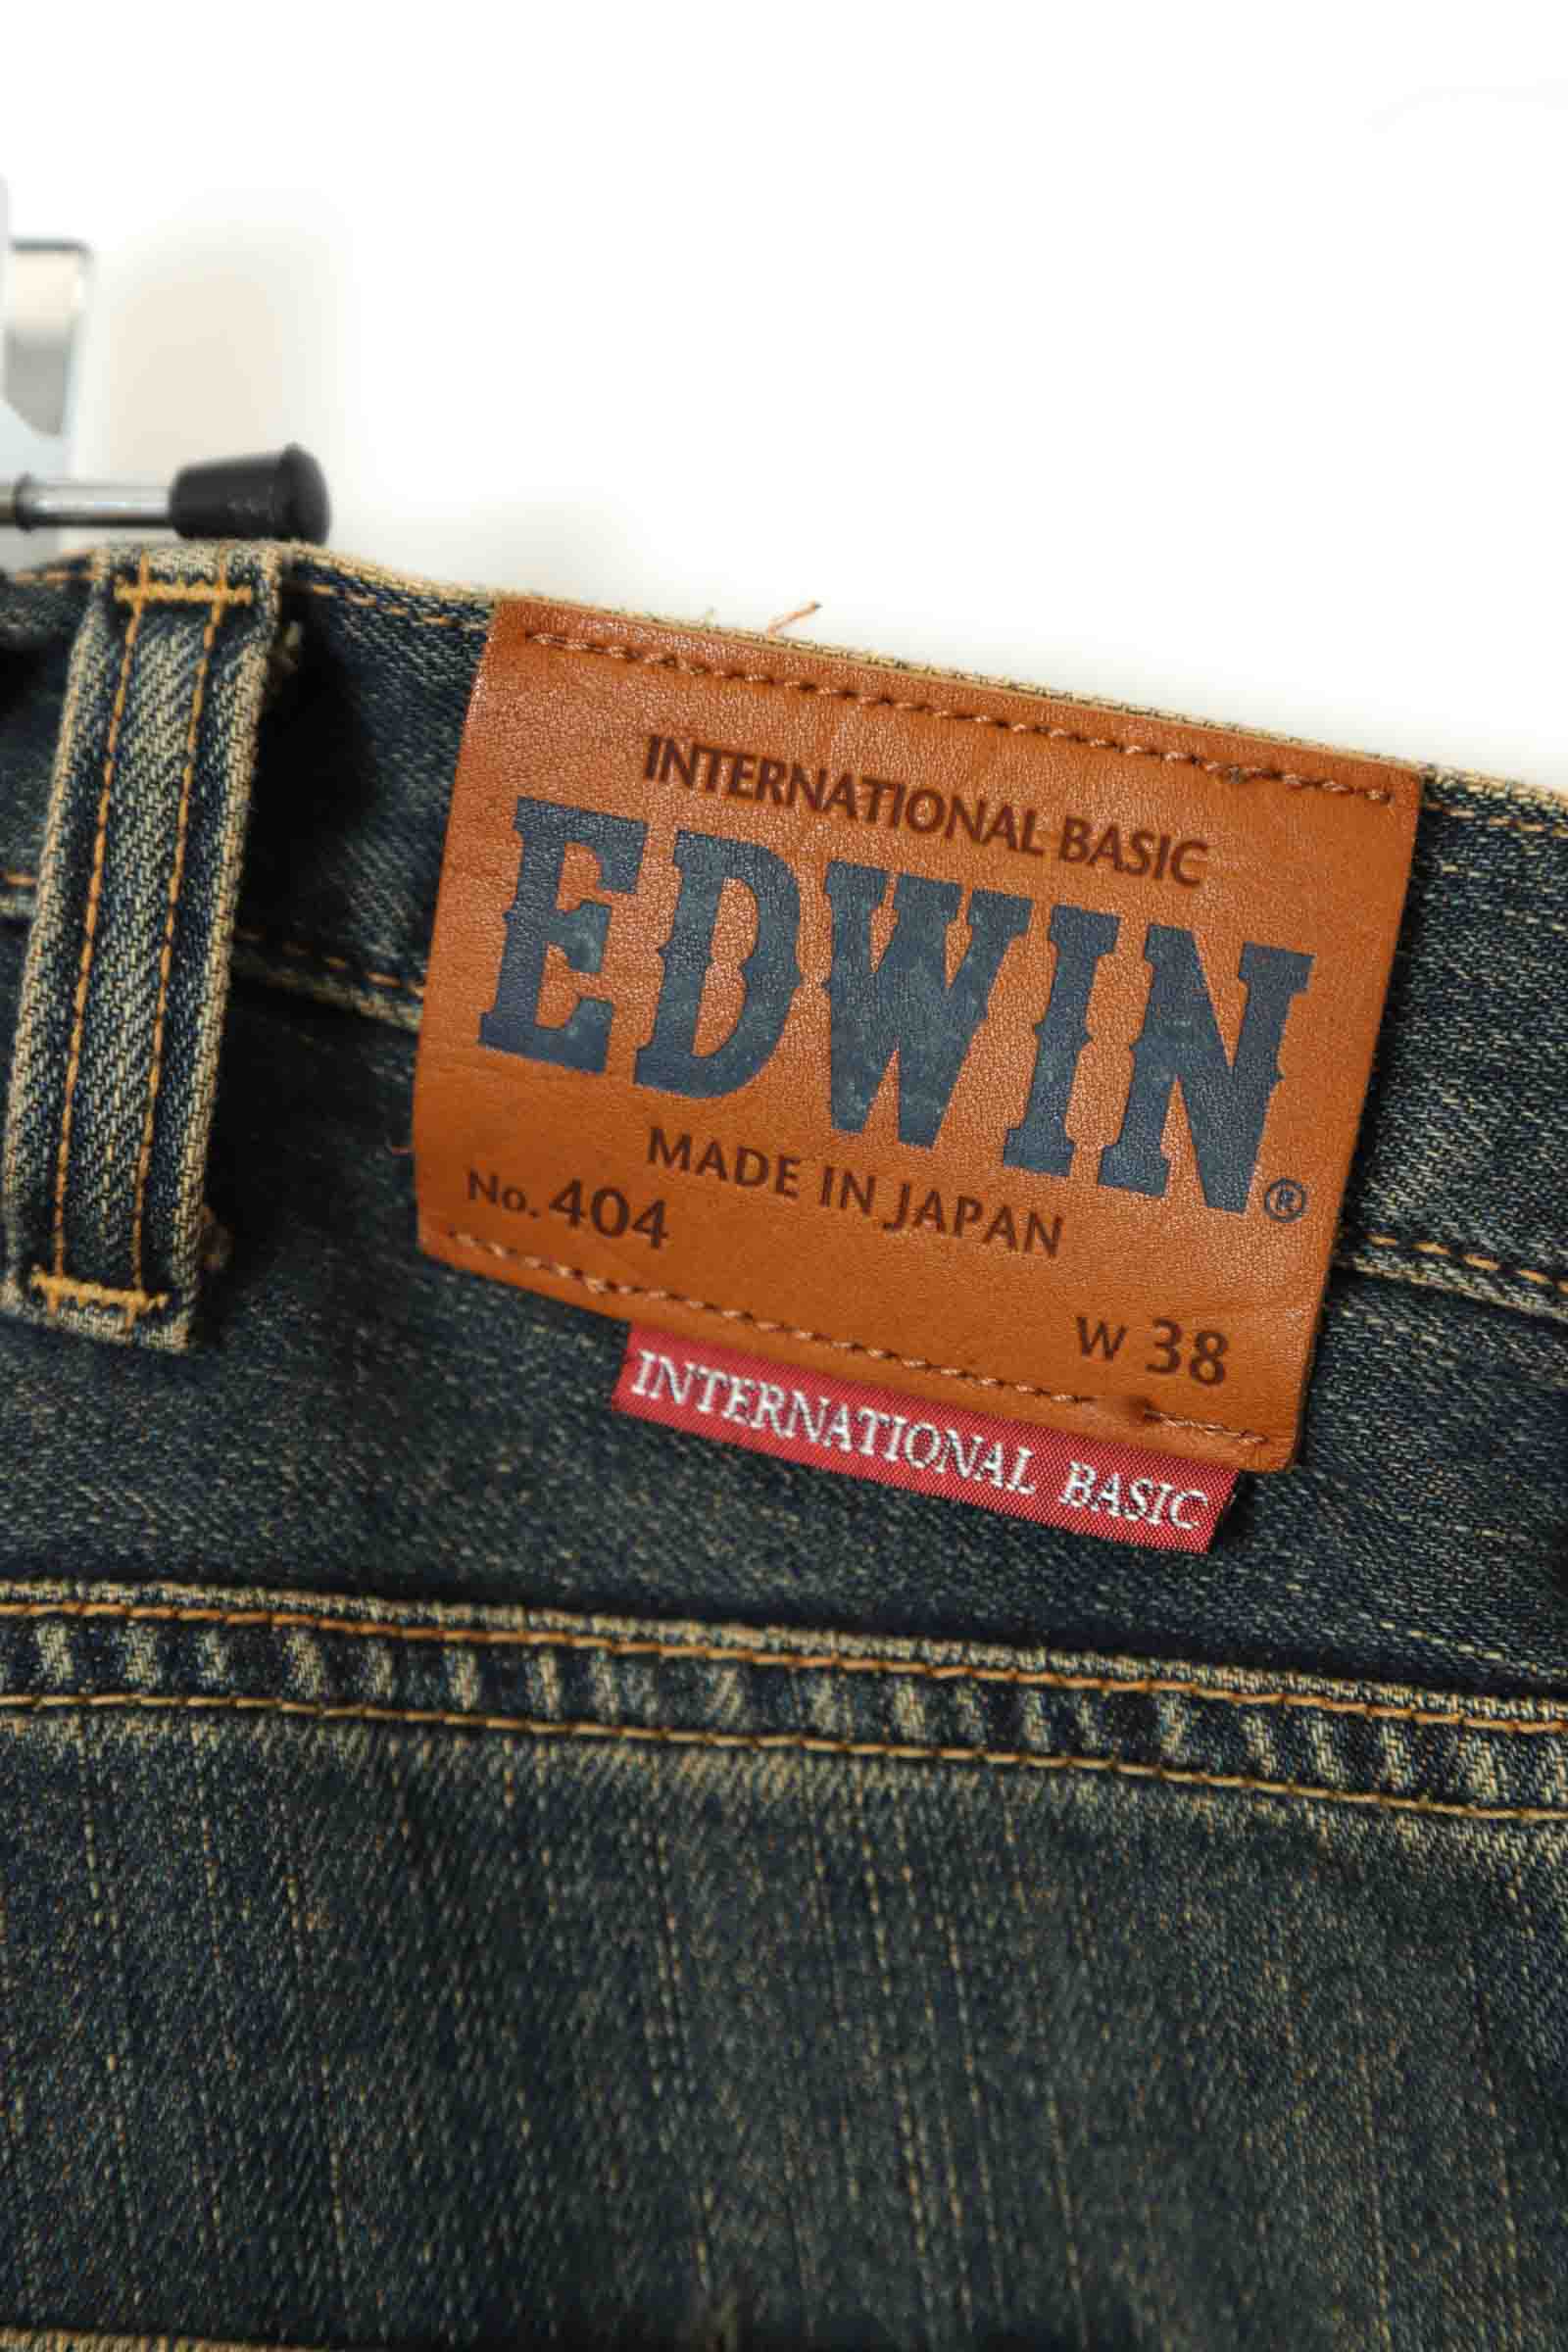 INTERNATIONAL BASIC
EDWIN®
MADE IN JAPAN
No. 404
W 38
INTERNATIONAL BASIC